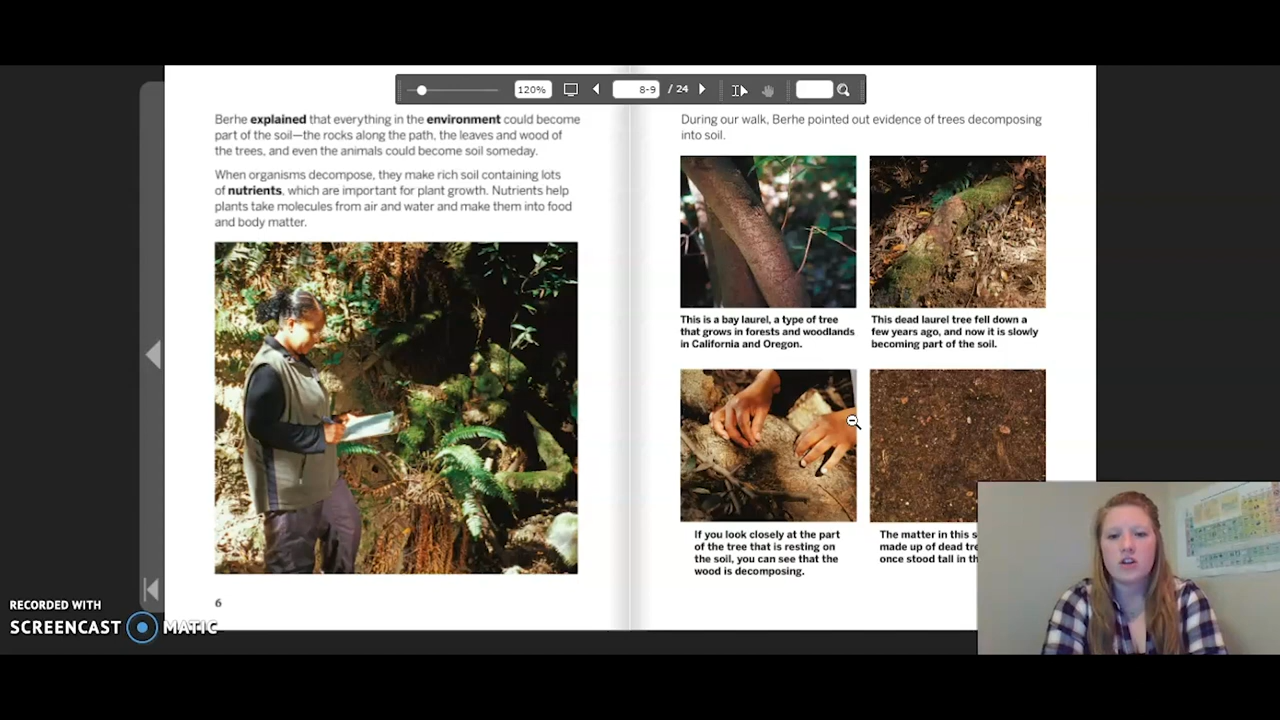 120%
8-9
/ 24
Berhe explained that everything in the environment could become
part of the soil—the rocks along the path, the leaves and wood of
the trees, and even the animals could become soil someday.
When organisms decompose, they make rich soil containing lots
of nutrients, which are important for plant growth. Nutrients help
plants take molecules from air and water and make them into food
and body matter.
6
During our walk, Berhe pointed out evidence of trees decomposing
into soil.
This is a bay laurel, a type of tree
that grows in forests and woodlands
in California and Oregon.
This dead laurel tree fell down a
few years ago, and now it is slowly
becoming part of the soil.
If you look closely at the part
of the tree that is resting on
the soil, you can see that the
wood is decomposing.
The matter in this s
made up of dead tre
once stood tall in th
RECORDED WITH
SCREENCAST MATIC